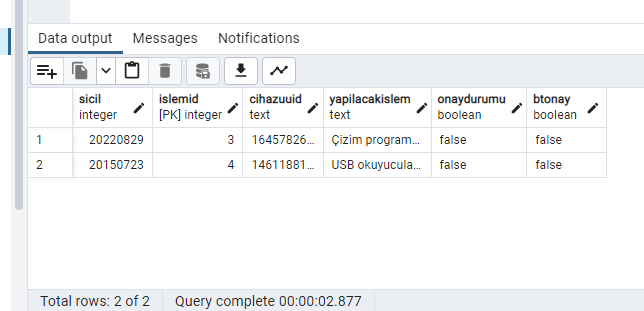 Data output Messages Notifications
sicil islemid cihazuuid yapilacakislem onaydurumu btonay
integer [PK] integer text text boolean boolean
1 20220829 3 16457826... Çizim program... false false
2 20150723 4 14611881... USB okuyucula... false false
Total rows: 2 of 2 Query complete 00:00:02.877